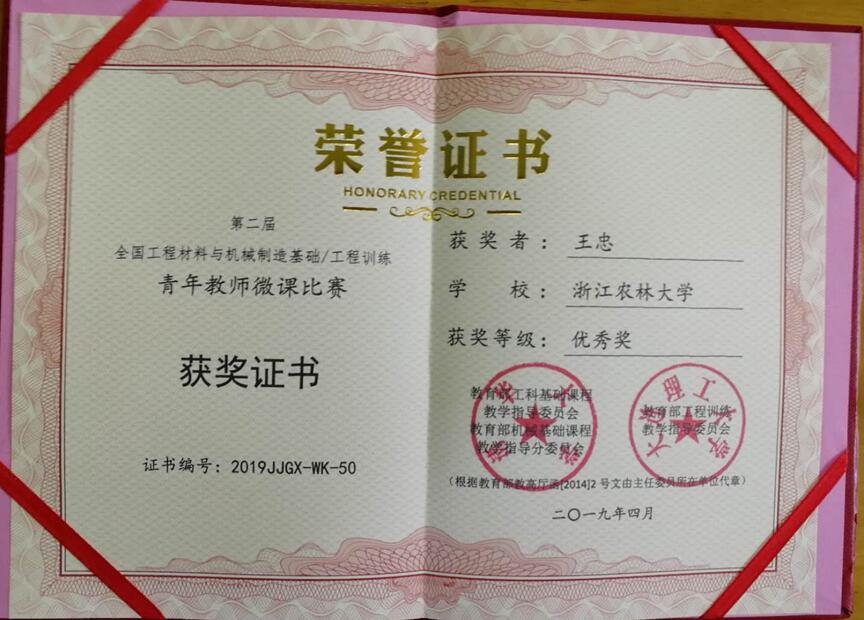 荣誉证书
HONORARY CREDENTIAL
第二届
全国工程材料与机械制造基础/工程训练
青年教师微课比赛
获奖证书
证书编号：2019JJGX-WK-50
获奖者：王忠
学校：浙江农林大学
获奖等级：优秀奖
教育部工科基础课程
教学指导委员会
教育部机械基础课程
教学指导分委员会
教育部工程训练
教学指导委员会
大连理工大学
（根据教育部教高厅函[2014]2号文由主任委员所在单位代章）
二〇一九年四月